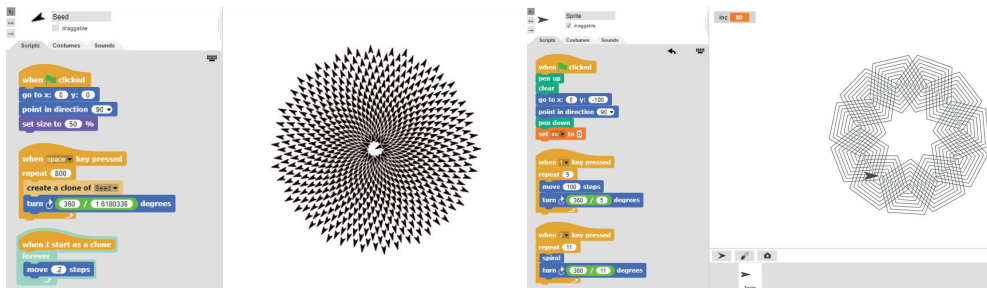 Seed
draggable
Scripts Costumes Sounds
when clicked
go to x: 0 y: 0
point in direction 90
set size to 50 %
when space key pressed
repeat 800
create a clone of Seed
turn 360 / 1.6180339 degrees
when I start as a clone
forever
move 2 steps
Sprite
draggable
Scripts Costumes Sounds
when clicked
pen up
clear
go to x: 0 y: -100
point in direction 90
pen down
set inc to 0
when 1 key pressed
repeat 5
move 100 steps
turn 360 / 5 degrees
when 2 key pressed
repeat 11
spiral
turn 360 / 11 degrees
inc 80
Sprite